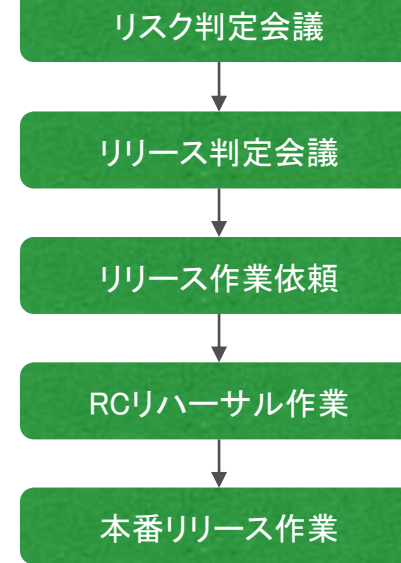 リスク判定会議
リリース判定会議
リリース作業依頼
RCリハーサル作業
本番リリース作業